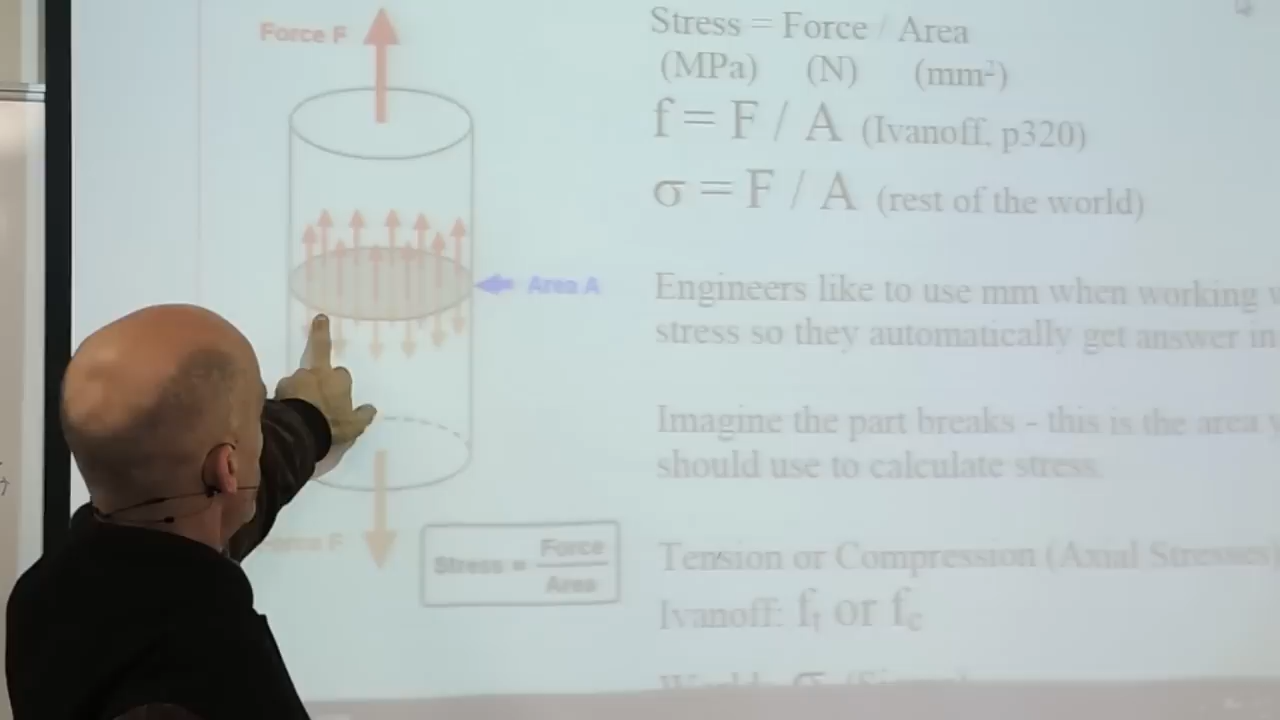 Force F
Stress = Force / Area
(MPa) (N) (mm²)
f = F / A (Ivanoff, p320)
σ = F / A (rest of the world)
Area A
Engineers like to use mm when working
stress so they automatically get answer in
Imagine the part breaks - this is the area
should use to calculate stress.
F
Stress = Force
Area
Tension or Compression (Axial Stresses)
Ivanoff: fₜ or f꜀